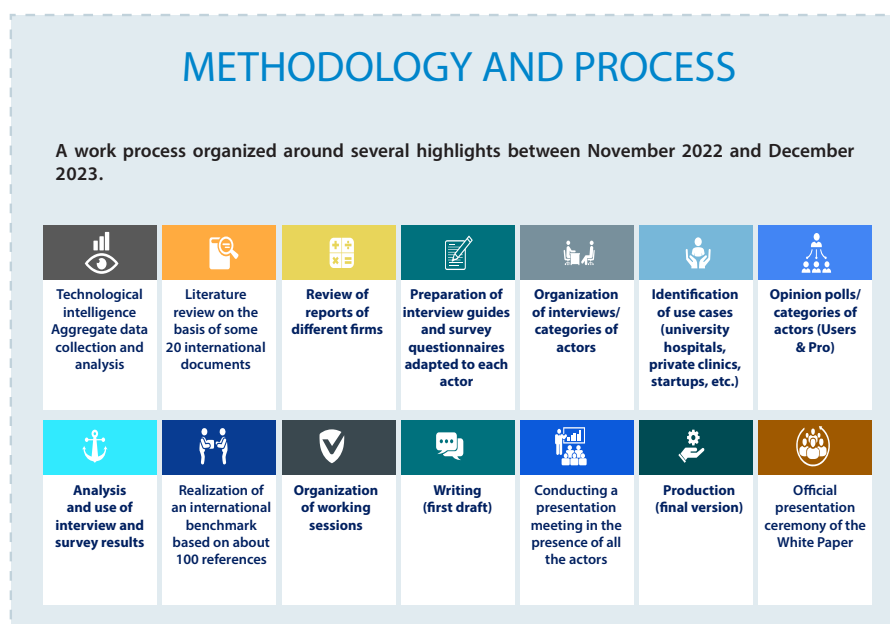 METHODOLOGY AND PROCESS
A work process organized around several highlights between November 2022 and December
2023.
Technological
intelligence
Aggregate data
collection and
analysis
Literature
review on the
basis of some
20 international
documents
Review of
reports of
different firms
Preparation of
interview guides
and survey
questionnaires
adapted to each
actor
Organization
of interviews/
categories of
actors
Identification
of use cases
(university
hospitals,
private clinics,
startups, etc.)
Opinion polls/
categories of
actors (Users
& Pro)
Analysis
and use of
interview and
survey results
Realization of
an international
benchmark
based on about
100 references
Organization
of working
sessions
Writing
(first draft)
Conducting a
presentation
meeting in the
presence of all
the actors
Production
(final version)
Official
presentation
ceremony of the
White Paper